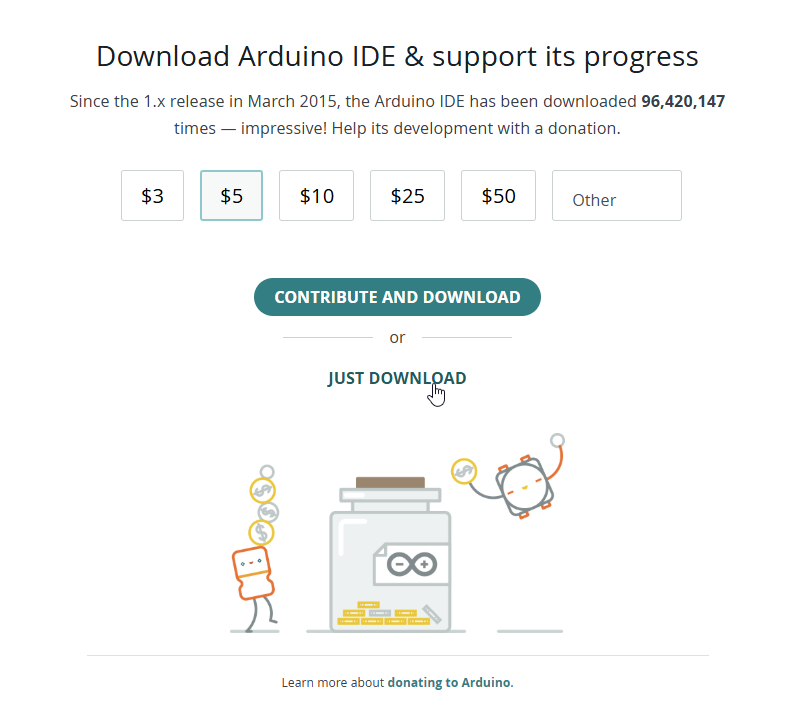 Download Arduino IDE & support its progress
Since the 1.x release in March 2015, the Arduino IDE has been downloaded 96,420,147
times — impressive! Help its development with a donation.
$3 $5 $10 $25 $50 Other
CONTRIBUTE AND DOWNLOAD
or
JUST DOWNLOAD
Learn more about donating to Arduino.